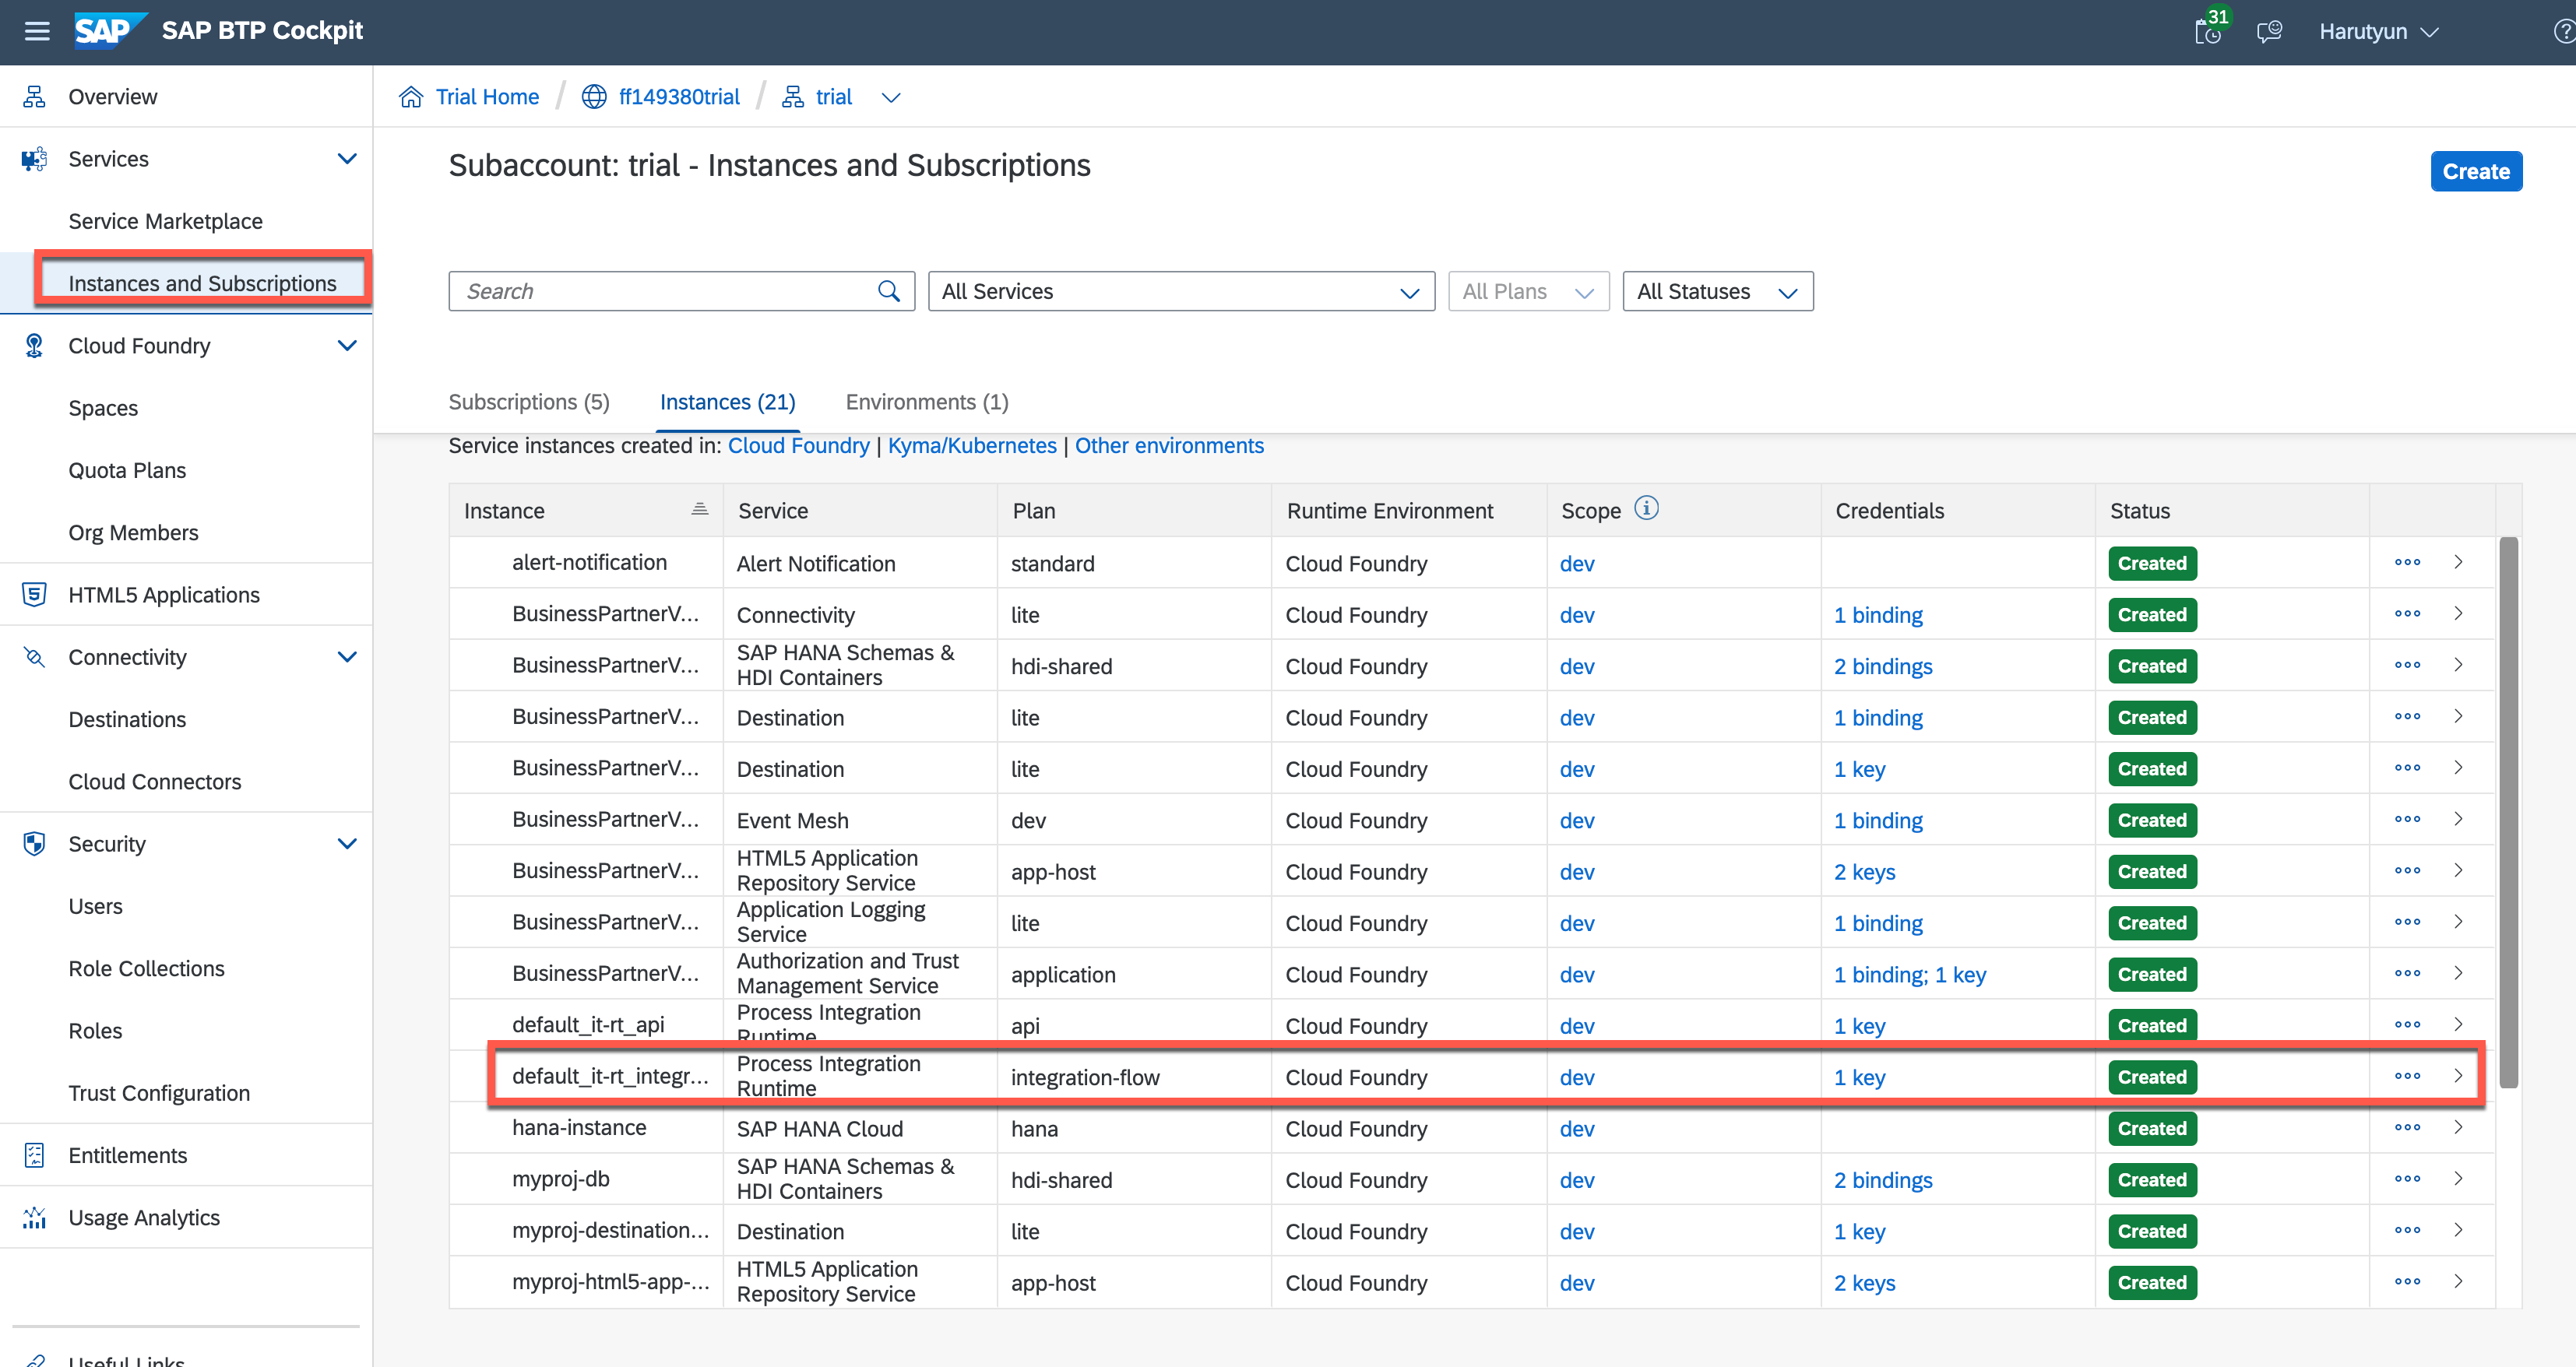 SAP SAP BTP Cockpit 31 Harutyun
Overview
Services
Service Marketplace
Instances and Subscriptions
Cloud Foundry
Spaces
Quota Plans
Org Members
HTML5 Applications
Connectivity
Destinations
Cloud Connectors
Security
Users
Role Collections
Roles
Trust Configuration
Entitlements
Usage Analytics
Useful Links
Trial Home / ff149380trial / trial
Subaccount: trial - Instances and Subscriptions
Create
Search All Services All Plans All Statuses
Subscriptions (5) Instances (21) Environments (1)
Service instances created in: Cloud Foundry | Kyma/Kubernetes | Other environments
Instance Service Plan Runtime Environment Scope Credentials Status
alert-notification Alert Notification standard Cloud Foundry dev Created
BusinessPartnerV... Connectivity lite Cloud Foundry dev 1 binding Created
BusinessPartnerV... SAP HANA Schemas & HDI Containers hdi-shared Cloud Foundry dev 2 bindings Created
BusinessPartnerV... Destination lite Cloud Foundry dev 1 binding Created
BusinessPartnerV... Destination lite Cloud Foundry dev 1 key Created
BusinessPartnerV... Event Mesh dev Cloud Foundry dev 1 binding Created
BusinessPartnerV... HTML5 Application Repository Service app-host Cloud Foundry dev 2 keys Created
BusinessPartnerV... Application Logging Service lite Cloud Foundry dev 1 binding Created
BusinessPartnerV... Authorization and Trust Management Service application Cloud Foundry dev 1 binding; 1 key Created
default_it-rt_api Process Integration Runtime api Cloud Foundry dev 1 key Created
default_it-rt_integr... Process Integration Runtime integration-flow Cloud Foundry dev 1 key Created
hana-instance SAP HANA Cloud hana Cloud Foundry dev Created
myproj-db SAP HANA Schemas & HDI Containers hdi-shared Cloud Foundry dev 2 bindings Created
myproj-destination... Destination lite Cloud Foundry dev 1 key Created
myproj-html5-app-... HTML5 Application Repository Service app-host Cloud Foundry dev 2 keys Created